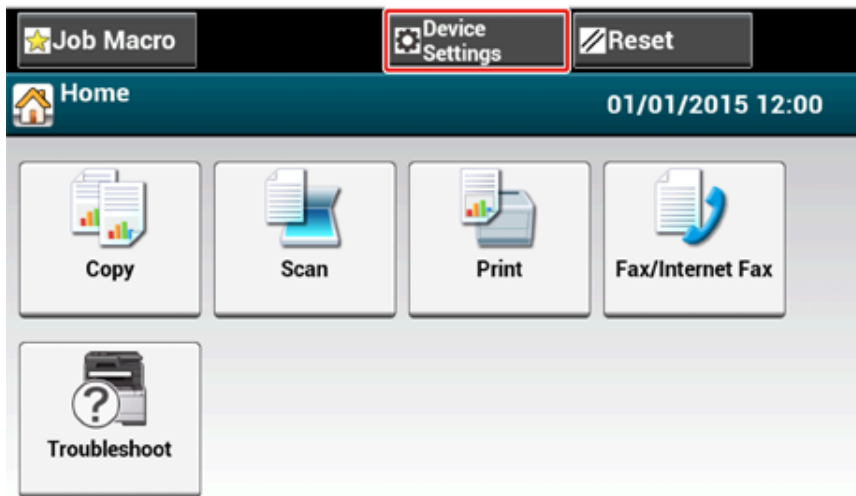 Job Macro
Device
Settings
Reset
Home
01/01/2015 12:00
Copy
Scan
Print
Fax/Internet Fax
?
Troubleshoot